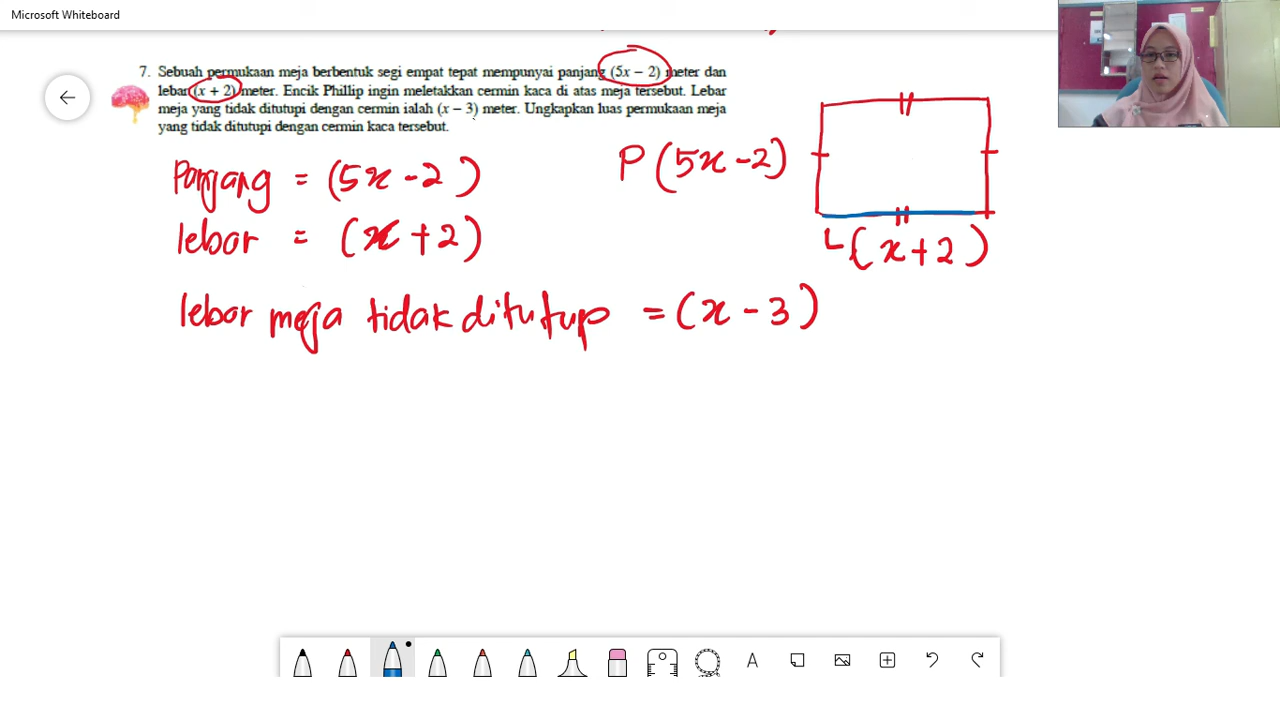 Microsoft Whiteboard
7. Sebuah permukaan meja berbentuk segi empat tepat mempunyai panjang (5x − 2) meter dan
lebar (x + 2) meter. Encik Phillip ingin meletakkan cermin kaca di atas meja tersebut. Lebar
meja yang tidak ditutupi dengan cermin ialah (x − 3) meter. Ungkapkan luas permukaan meja
yang tidak ditutupi dengan cermin kaca tersebut.
Panjang = (5x - 2)
P (5x - 2)
lebar = (x + 2)
L (x + 2)
lebar meja tidak ditutup = (x - 3)
A